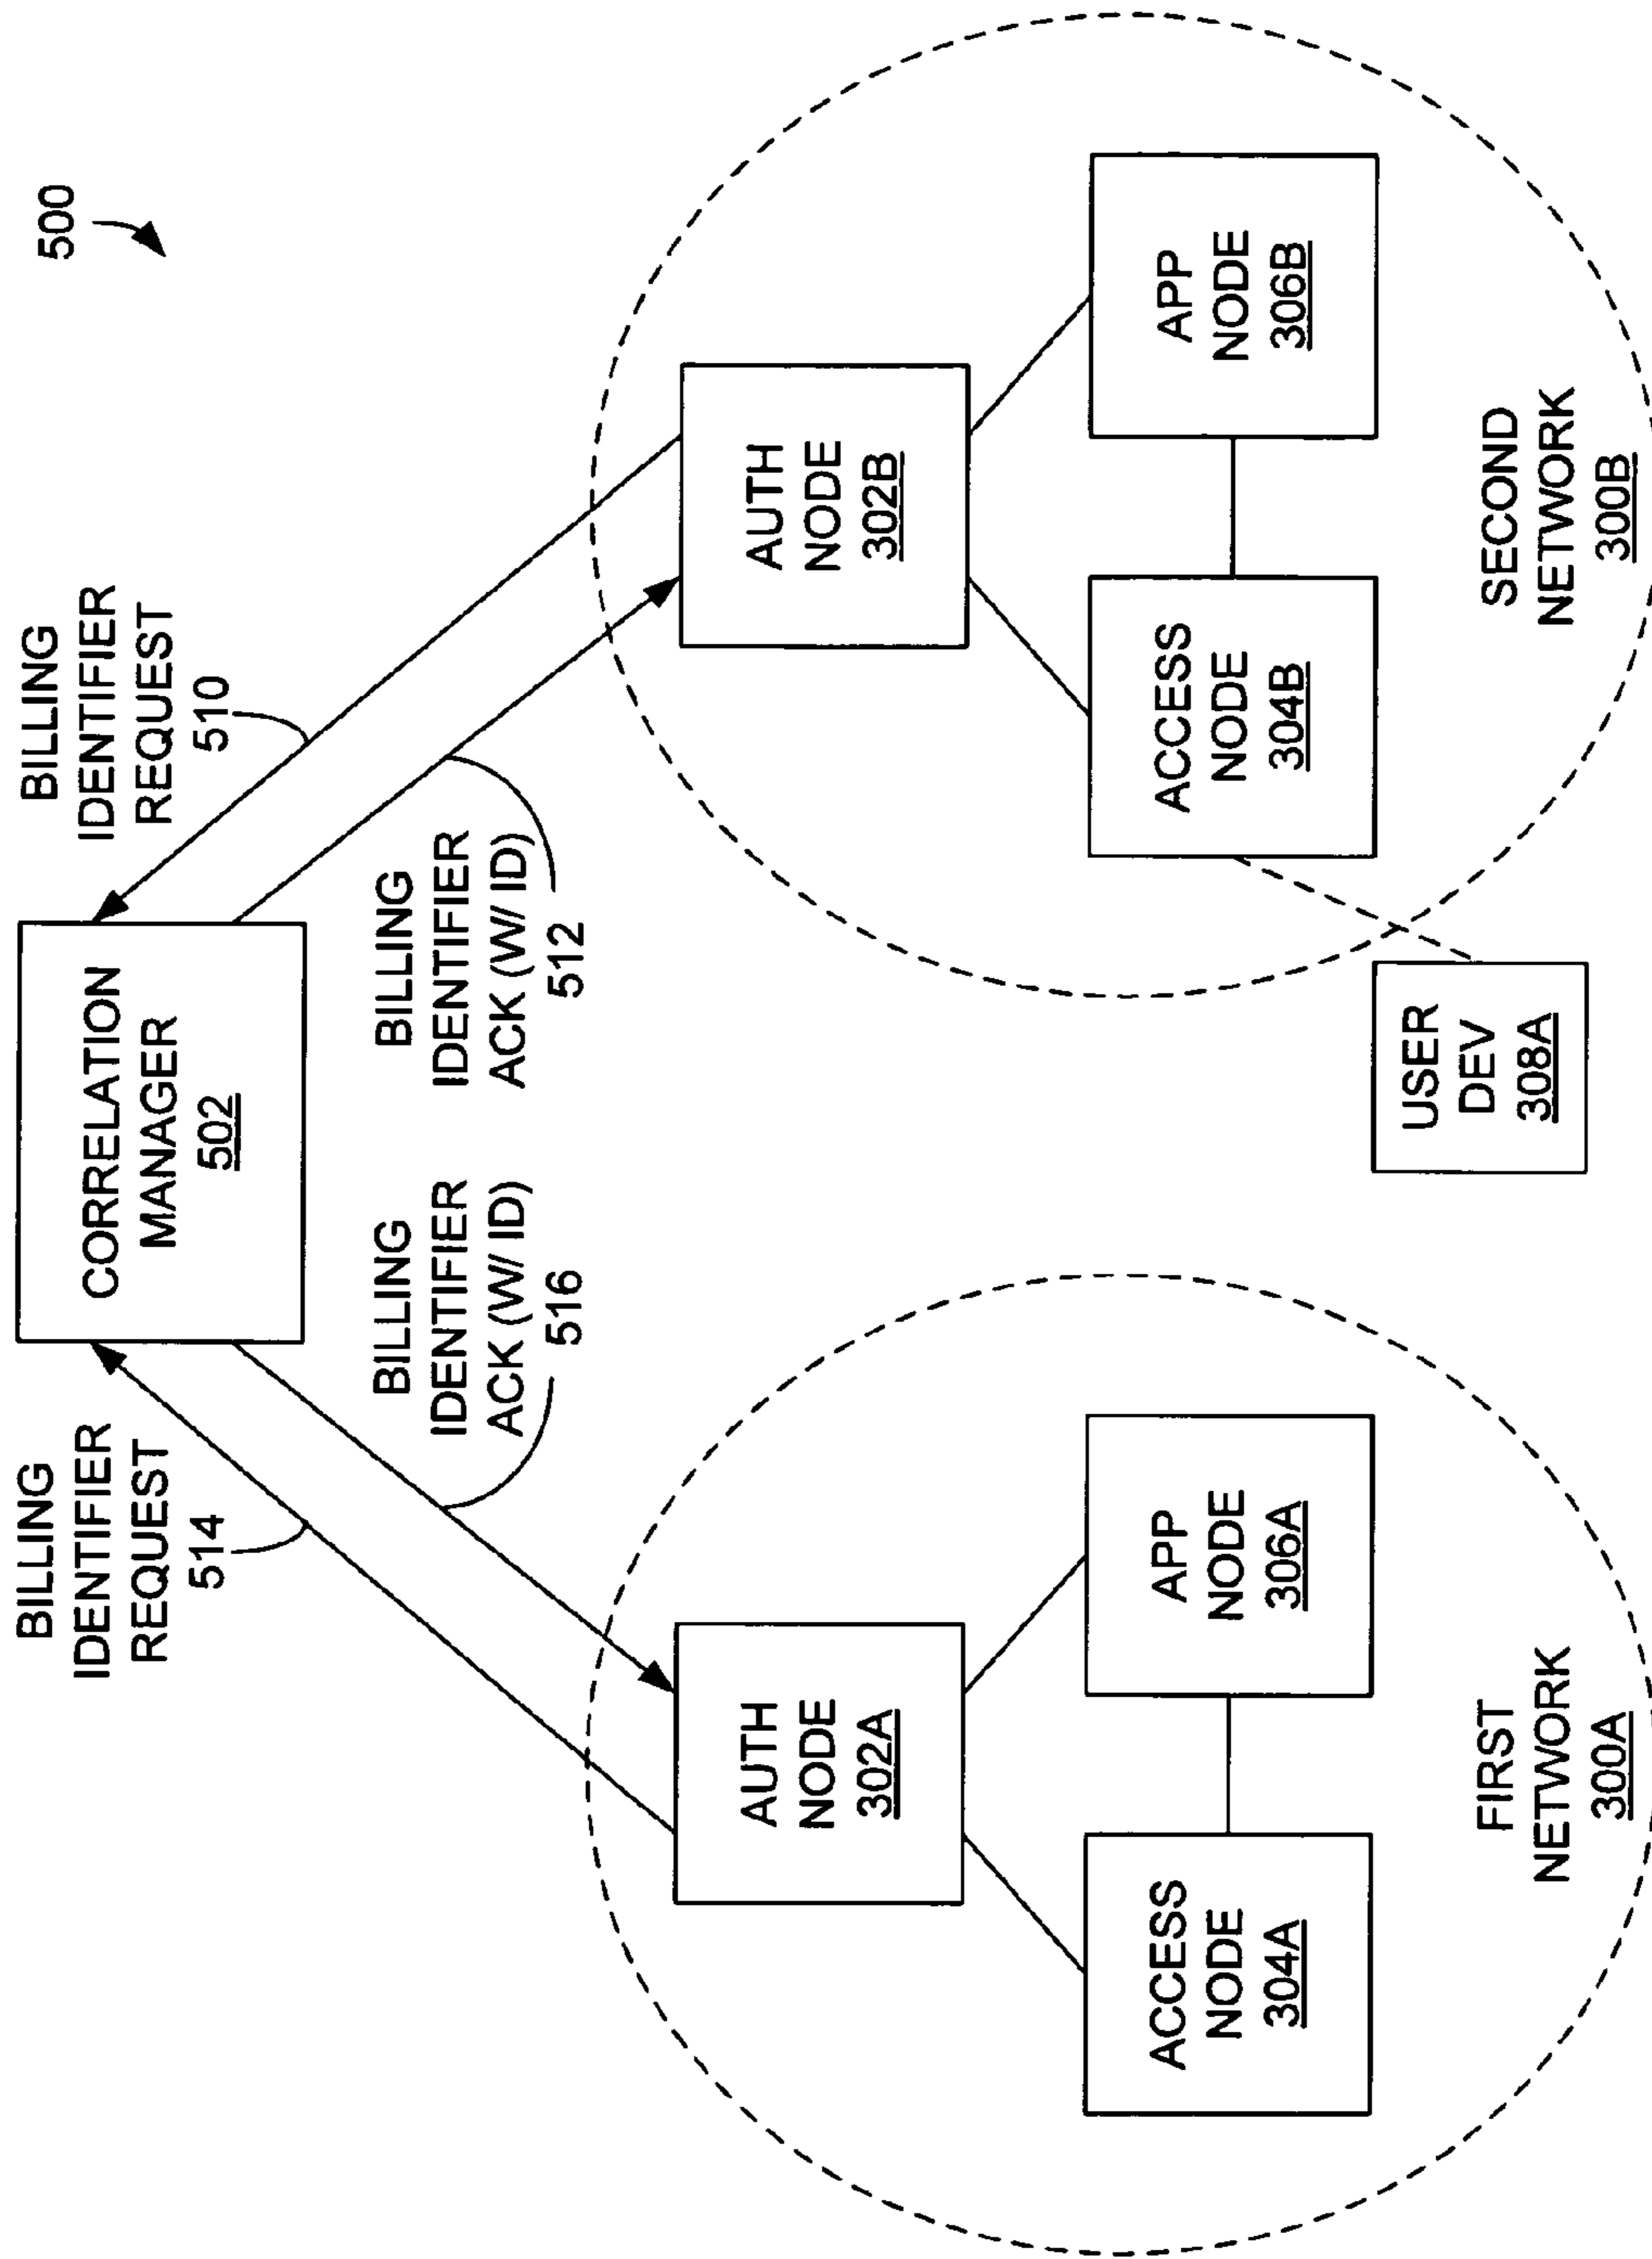 500
BILLING
IDENTIFIER
REQUEST
514
CORRELATION
MANAGER
502
BILLING
IDENTIFIER
REQUEST
510
BILLING
IDENTIFIER
ACK (W/ ID)
516
BILLING
IDENTIFIER
ACK (W/ ID)
512
AUTH
NODE
302A
AUTH
NODE
302B
ACCESS
NODE
304A
APP
NODE
306A
ACCESS
NODE
304B
APP
NODE
306B
USER
DEV
308A
FIRST
NETWORK
300A
SECOND
NETWORK
300B